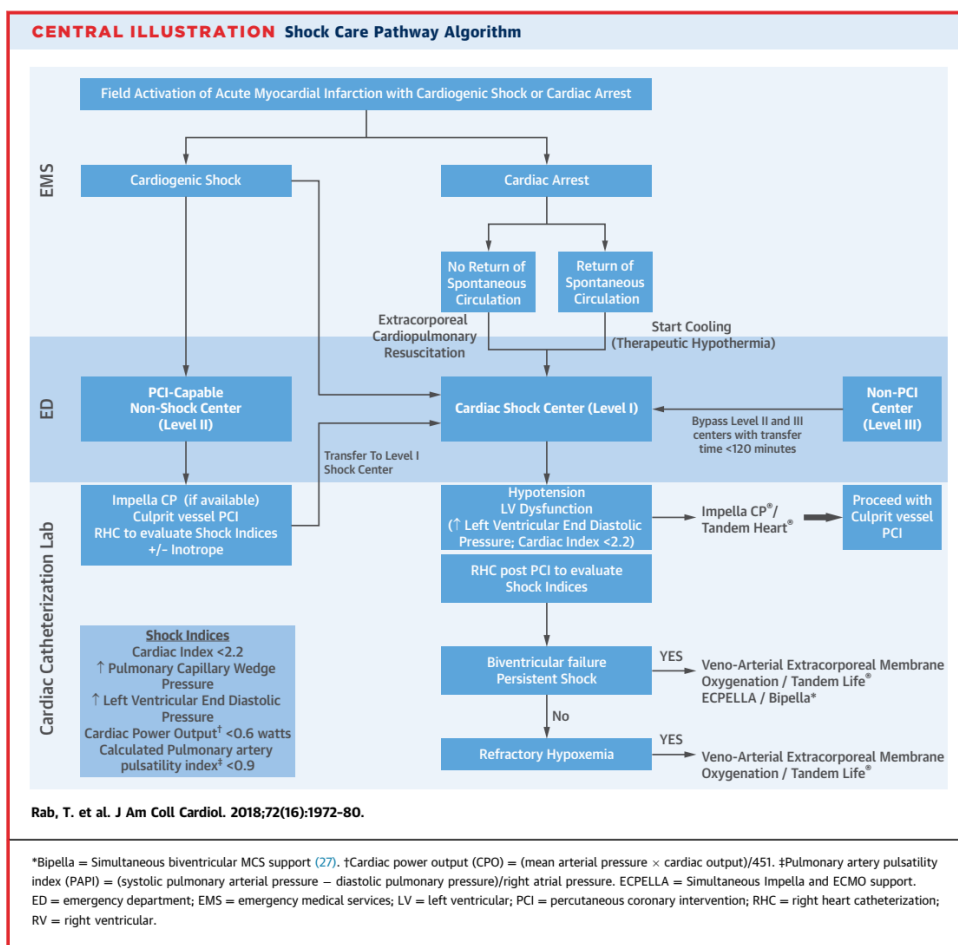 CENTRAL ILLUSTRATION Shock Care Pathway Algorithm
Field Activation of Acute Myocardial Infarction with Cardiogenic Shock or Cardiac Arrest
EMS
Cardiogenic Shock
Cardiac Arrest
No Return of
Spontaneous
Circulation
Return of
Spontaneous
Circulation
Extracorporeal
Cardiopulmonary
Resuscitation
Start Cooling
(Therapeutic Hypothermia)
ED
PCI-Capable
Non-Shock Center
(Level II)
Cardiac Shock Center (Level I)
Non-PCI
Center
(Level III)
Bypass Level II and III
centers with transfer
time <120 minutes
Transfer To Level I
Shock Center
Cardiac Catheterization Lab
Impella CP (if available)
Culprit vessel PCI
RHC to evaluate Shock Indices
+/- Inotrope
Hypotension
LV Dysfunction
(↑ Left Ventricular End Diastolic
Pressure; Cardiac Index <2.2)
Impella CP®/
Tandem Heart®
Proceed with
Culprit vessel
PCI
RHC post PCI to evaluate
Shock Indices
Shock Indices
Cardiac Index <2.2
↑ Pulmonary Capillary Wedge
Pressure
↑ Left Ventricular End Diastolic
Pressure
Cardiac Power Output† <0.6 watts
Calculated Pulmonary artery
pulsatility index‡ <0.9
Biventricular failure
Persistent Shock
YES
Veno-Arterial Extracorporeal Membrane
Oxygenation / Tandem Life®
ECPELLA / Bipella*
No
Refractory Hypoxemia
YES
Veno-Arterial Extracorporeal Membrane
Oxygenation / Tandem Life®
Rab, T. et al. J Am Coll Cardiol. 2018;72(16):1972–80.
*Bipella = Simultaneous biventricular MCS support (27). †Cardiac power output (CPO) = (mean arterial pressure × cardiac output)/451. ‡Pulmonary artery pulsatility
index (PAPI) = (systolic pulmonary arterial pressure − diastolic pulmonary pressure)/right atrial pressure. ECPELLA = Simultaneous Impella and ECMO support.
ED = emergency department; EMS = emergency medical services; LV = left ventricular; PCI = percutaneous coronary intervention; RHC = right heart catheterization;
RV = right ventricular.